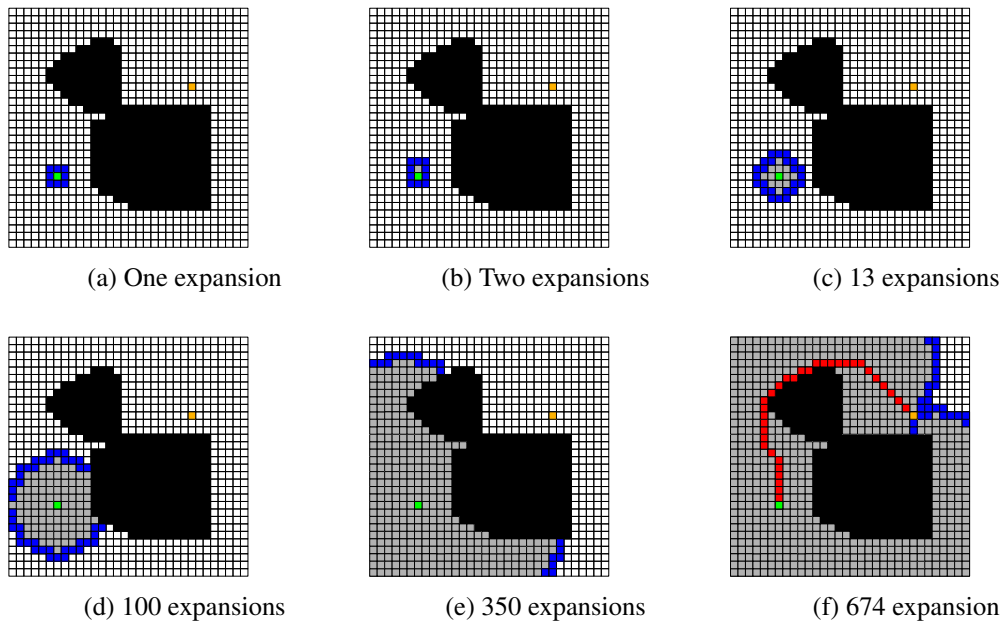 (a) One expansion
(b) Two expansions
(c) 13 expansions
(d) 100 expansions
(e) 350 expansions
(f) 674 expansion